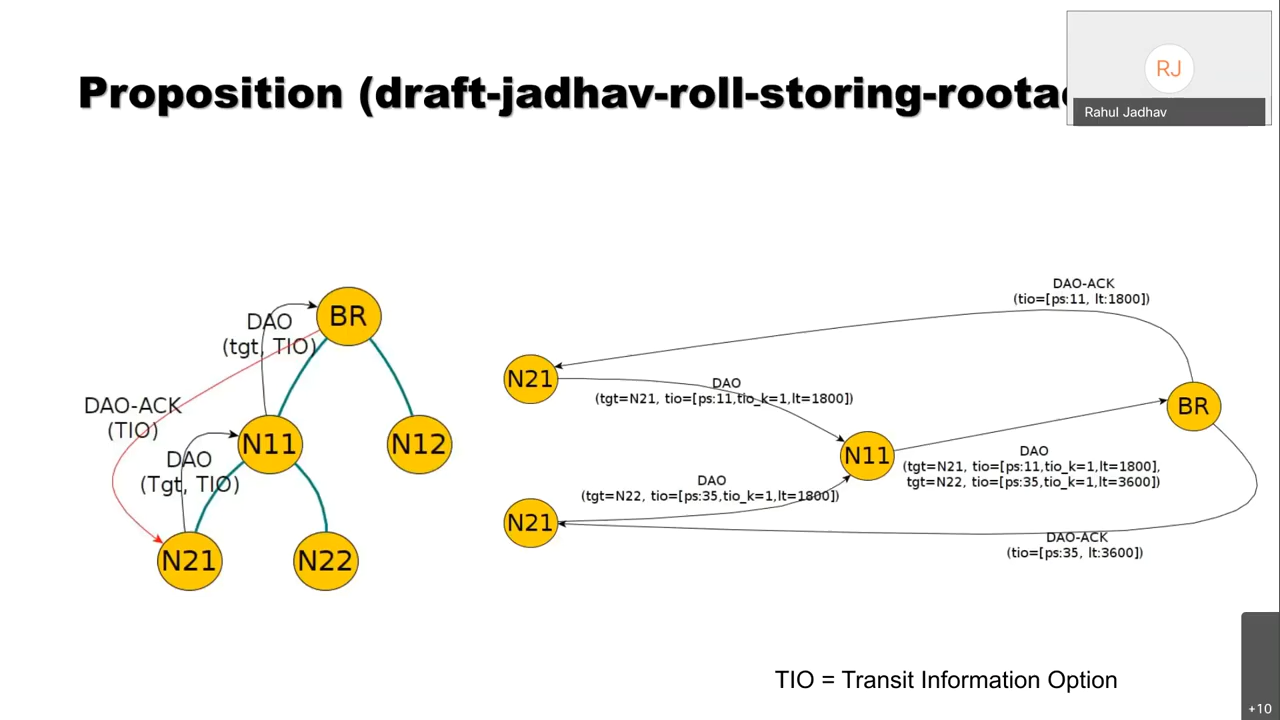 Proposition (draft-jadhav-roll-storing-rootac
RJ
Rahul Jadhav
BR
DAO
(tgt, TIO)
DAO-ACK
(TIO)
N11
N12
DAO
(Tgt, TIO)
N21
N22
DAO-ACK
(tio=[ps:11, lt:1800])
N21
DAO
(tgt=N21, tio=[ps:11,tio_k=1,lt=1800])
BR
N11
DAO
(tgt=N21, tio=[ps:11,tio_k=1,lt=1800],
tgt=N22, tio=[ps:35,tio_k=1,lt=3600])
DAO
(tgt=N22, tio=[ps:35,tio_k=1,lt=1800])
N21
DAO-ACK
(tio=[ps:35, lt:3600])
TIO = Transit Information Option
+10